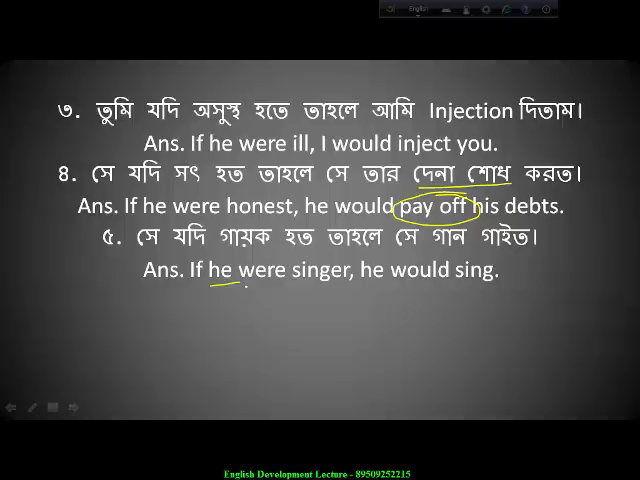 English
৩. তুমি যদি অসুস্থ হতে তাহলে আমি Injection দিতাম।
Ans. If he were ill, I would inject you.
৪. সে যদি সৎ হত তাহলে সে তার দেনা শোধ করত।
Ans. If he were honest, he would pay off his debts.
৫. সে যদি গায়ক হত তাহলে সে গান গাইত।
Ans. If he were singer, he would sing.
English Development Lecture - 89509252215